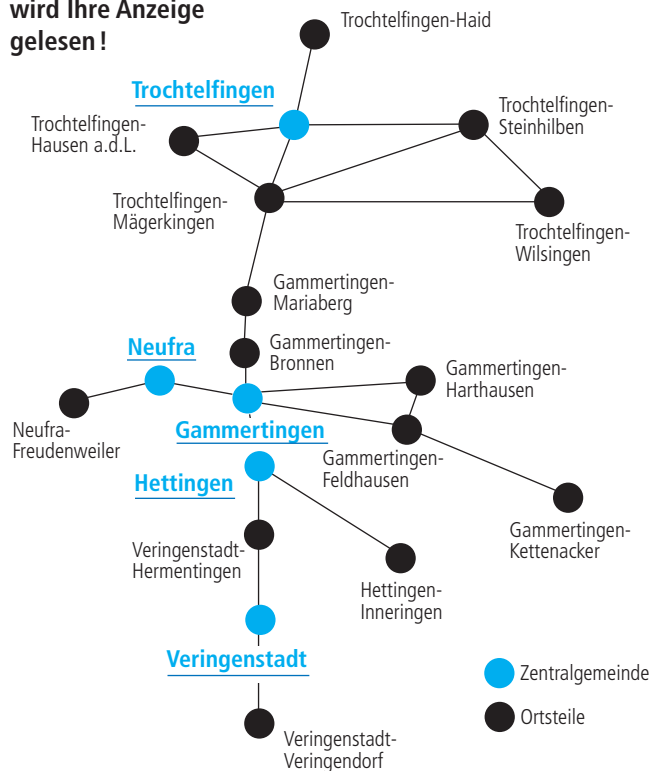 wird Ihre Anzeige
gelesen !
Trochtelfingen-Haid
Trochtelfingen
Trochtelfingen-
Hausen a.d.L.
Trochtelfingen-
Steinhilben
Trochtelfingen-
Mägerkingen
Trochtelfingen-
Wilsingen
Gammertingen-
Mariaberg
Neufra
Gammertingen-
Bronnen
Gammertingen-
Harthausen
Neufra-
Freudenweiler
Gammertingen
Gammertingen-
Feldhausen
Hettingen
Gammertingen-
Kettenacker
Veringenstadt-
Hermentingen
Hettingen-
Inneringen
Veringenstadt
Zentralgemeinde
Ortsteile
Veringenstadt-
Veringendorf